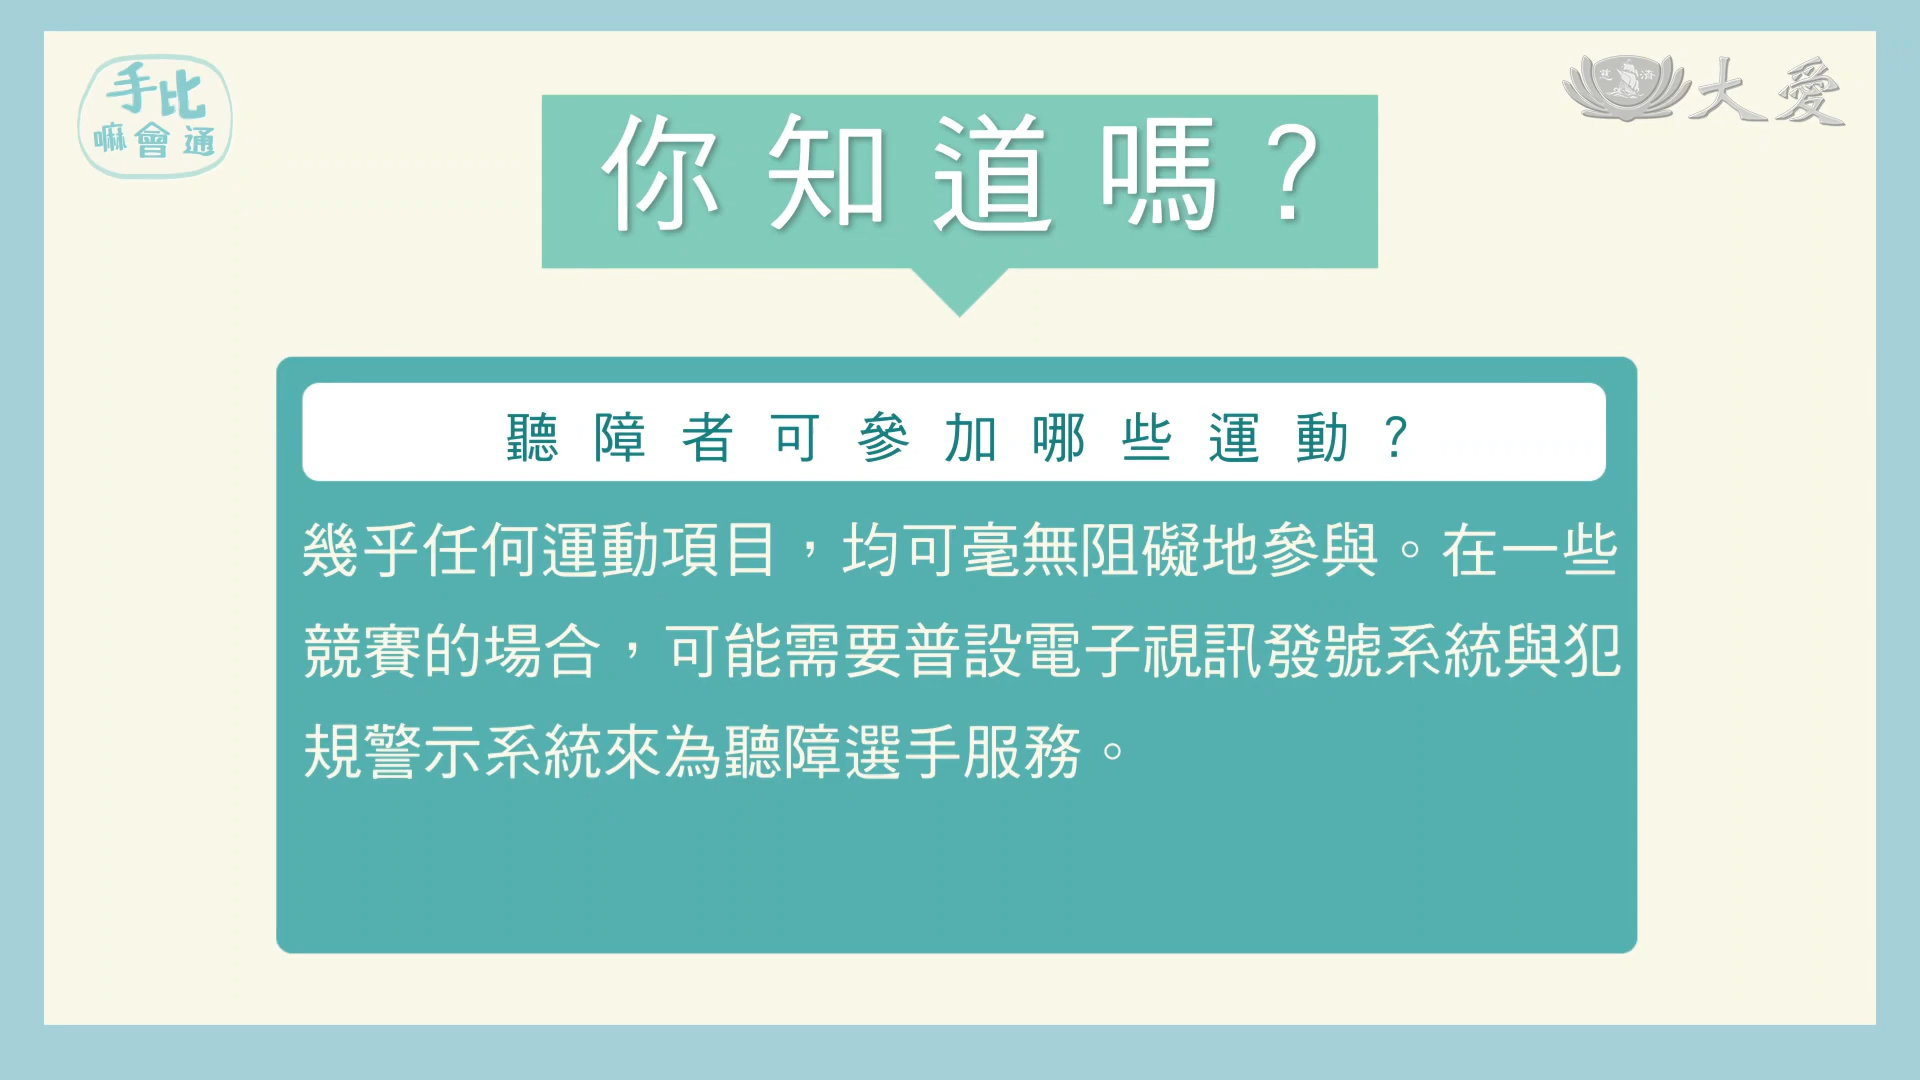 手比
嘛會通
慈濟
大愛
你知道嗎?
聽障者可參加哪些運動?
幾乎任何運動項目，均可毫無阻礙地參與。在一些
競賽的場合，可能需要普設電子視訊發號系統與犯
規警示系統來為聽障選手服務。